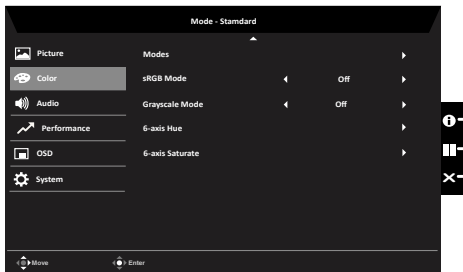 Mode - Standard
Picture
Color
Audio
Performance
OSD
System
Modes
sRGB Mode Off
Grayscale Mode Off
6-axis Hue
6-axis Saturate
Move Enter